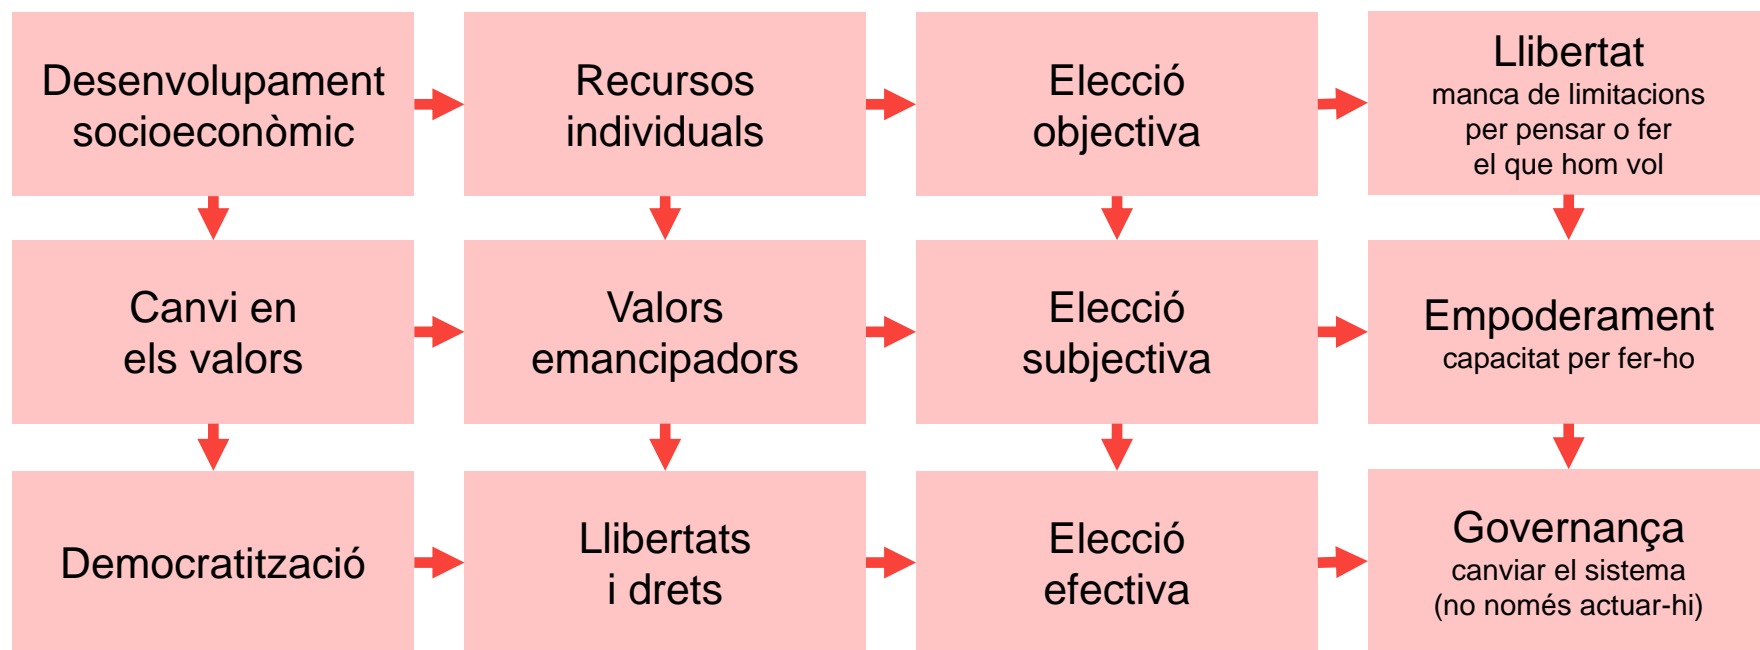 Desenvolupament
socioeconòmic
Recursos
individuals
Elecció
objectiva
Llibertat
manca de limitacions
per pensar o fer
el que hom vol
Canvi en
els valors
Valors
emancipadors
Elecció
subjectiva
Empoderament
capacitat per fer-ho
Democratització
Llibertats
i drets
Elecció
efectiva
Governança
canviar el sistema
(no només actuar-hi)